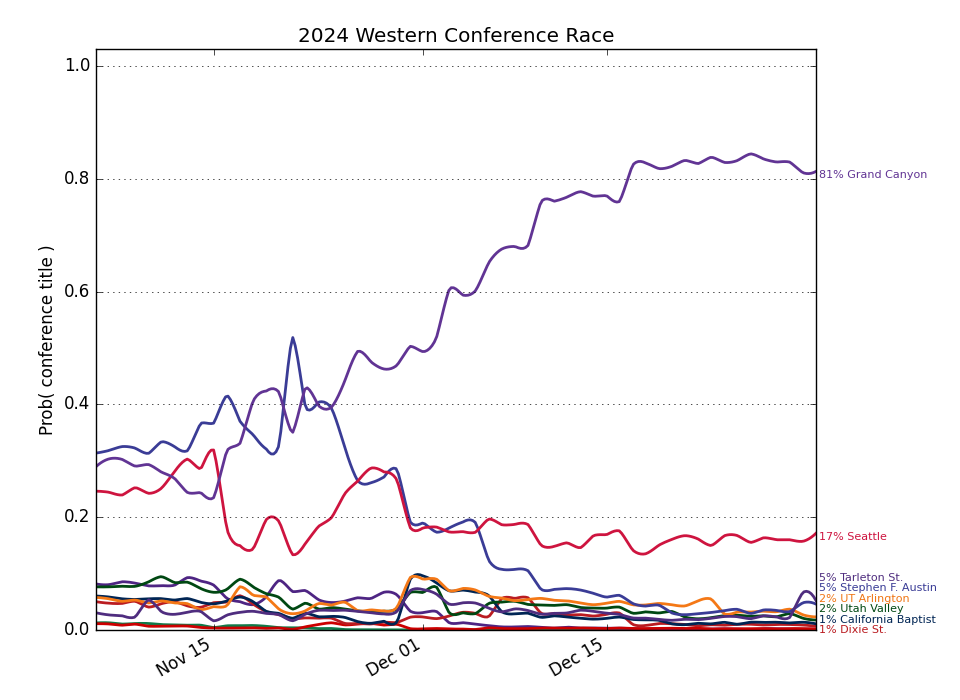 2024 Western Conference Race
Prob( conference title )
1.0
0.8
0.6
0.4
0.2
0.0
Nov 15
Dec 01
Dec 15
81% Grand Canyon
17% Seattle
5% Tarleton St.
5% Stephen F. Austin
2% UT Arlington
2% Utah Valley
1% California Baptist
1% Dixie St.